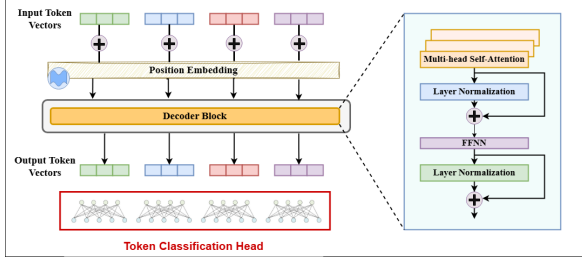 Input Token
Vectors
Position Embedding
Decoder Block
Output Token
Vectors
Token Classification Head
Multi-head Self-Attention
Layer Normalization
FFNN
Layer Normalization